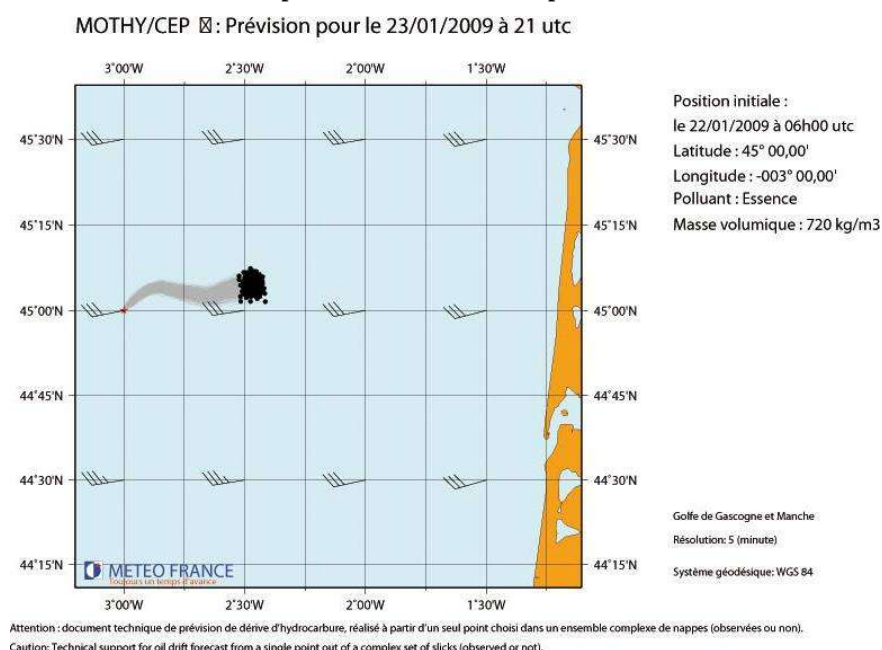 MOTHY/CEP : Prévision pour le 23/01/2009 à 21 utc
3°00'W 2°30'W 2°00'W 1°30'W
Position initiale :
le 22/01/2009 à 06h00 utc
Latitude : 45° 00,00'
Longitude : -003° 00,00'
Polluant : Essence
Masse volumique : 720 kg/m3
45°30'N 45°30'N
45°15'N 45°15'N
45°00'N 45°00'N
44°45'N 44°45'N
44°30'N 44°30'N
44°15'N 44°15'N
Golfe de Gascogne et Manche
Résolution: 5 (minute)
Système géodésique: WGS 84
METEO FRANCE
Toujours un temps d'avance
3°00'W 2°30'W 2°00'W 1°30'W
Attention : document technique de prévision de dérive d'hydrocarbure, réalisé à partir d'un seul point choisi dans un ensemble complexe de nappes (observées ou non).
Caution: Technical support for oil drift forecast from a single point out of a complex set of slicks (observed or not).